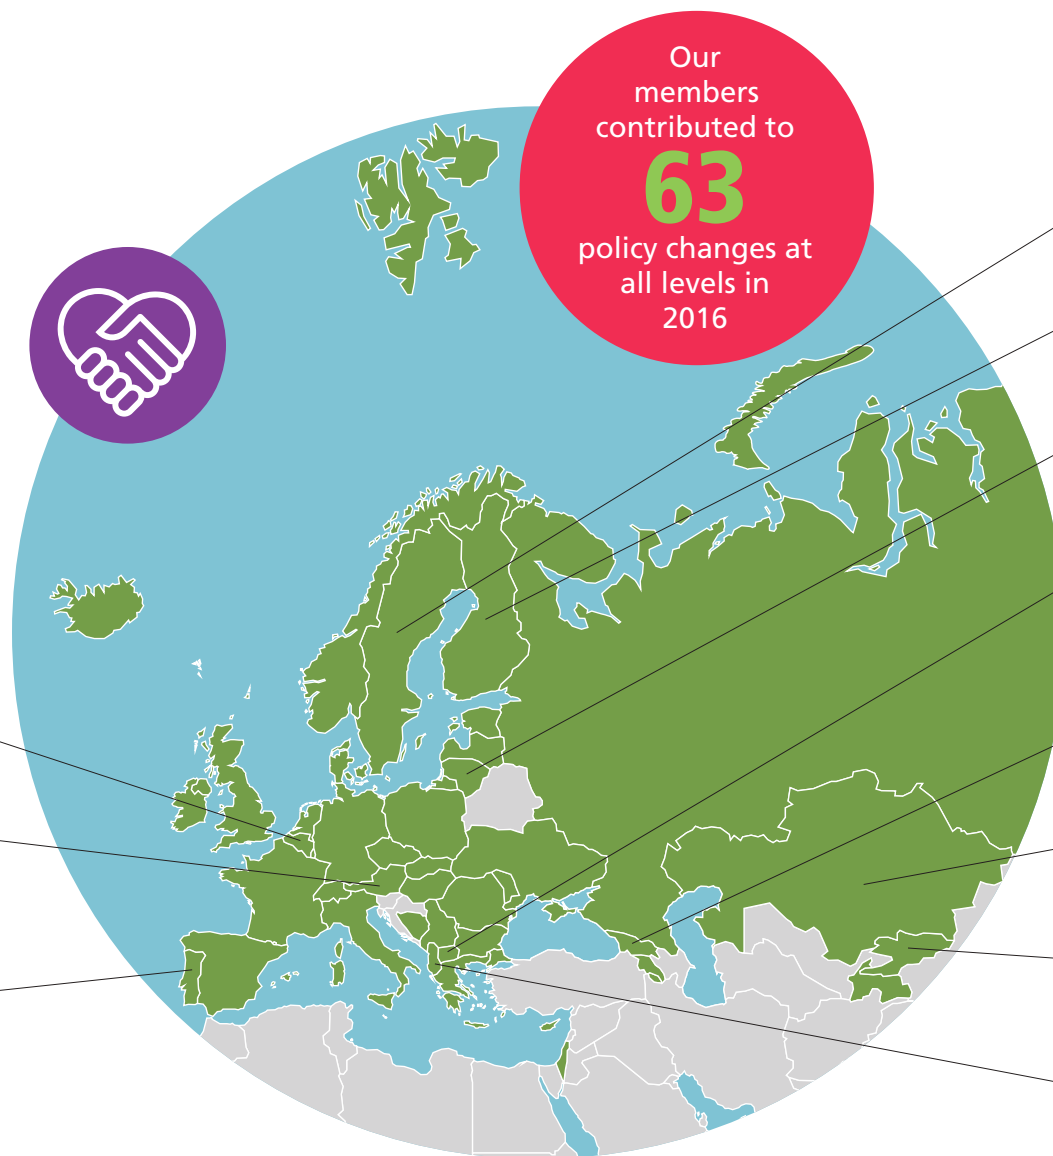 Our
members
contributed to
63
policy changes at
all levels in
2016